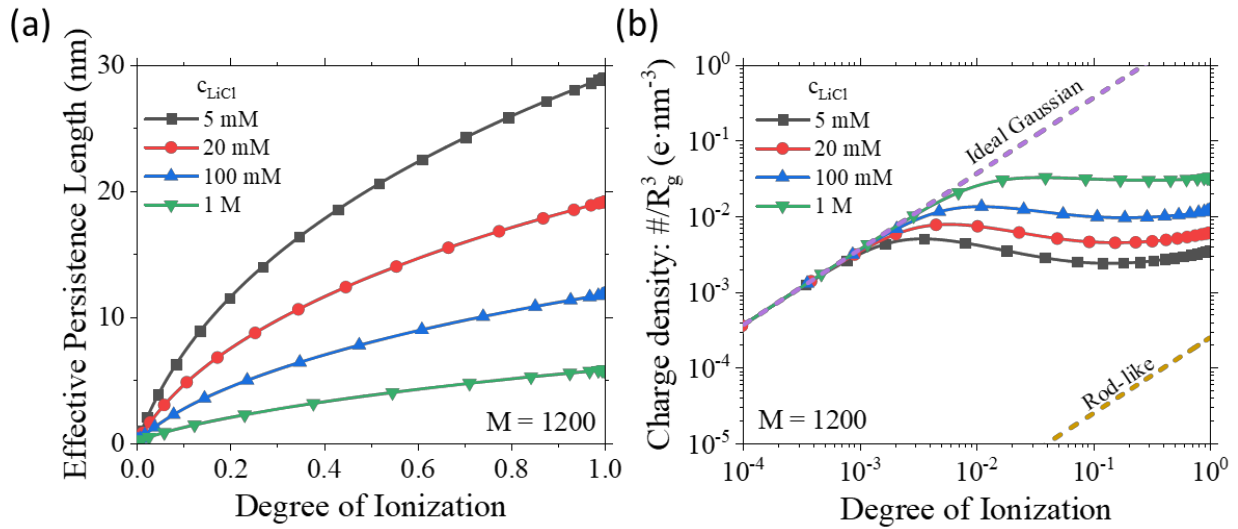 (a)
Effective Persistence Length (nm)
30
20
10
0
c_LiCl
5 mM
20 mM
100 mM
1 M
M = 1200
0.0 0.2 0.4 0.6 0.8 1.0
Degree of Ionization
(b)
Charge density: #/R_g^3 (e·nm^-3)
10^0
10^-1
10^-2
10^-3
10^-4
10^-5
c_LiCl
5 mM
20 mM
100 mM
1 M
Ideal Gaussian
Rod-like
M = 1200
10^-4 10^-3 10^-2 10^-1 10^0
Degree of Ionization